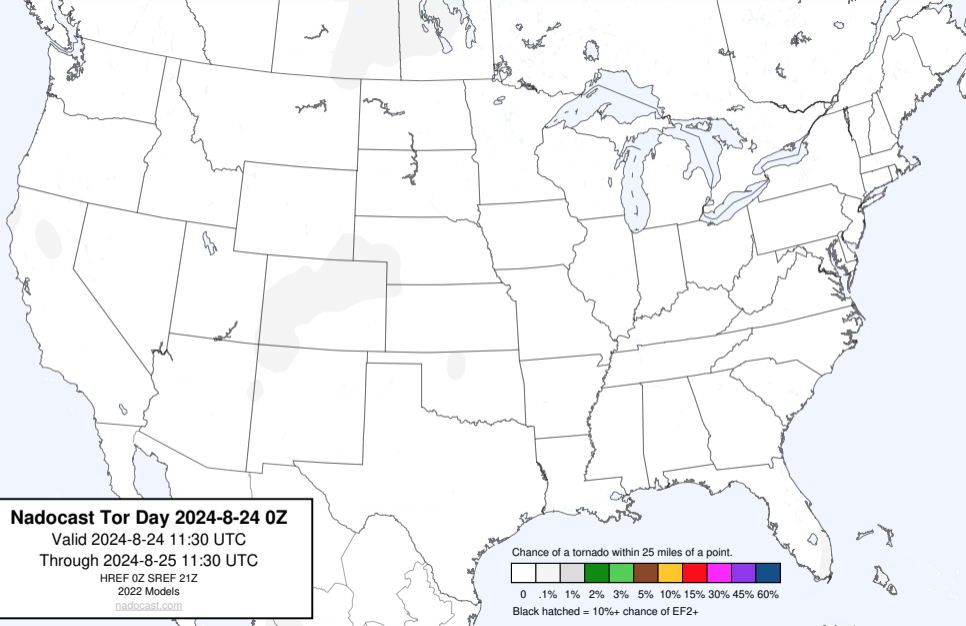 Nadocast Tor Day 2024-8-24 0Z
Valid 2024-8-24 11:30 UTC
Through 2024-8-25 11:30 UTC
HREF 0Z SREF 21Z
2022 Models
nadocast.com
Chance of a tornado within 25 miles of a point.
0 .1% 1% 2% 3% 5% 10% 15% 30% 45% 60%
Black hatched = 10%+ chance of EF2+